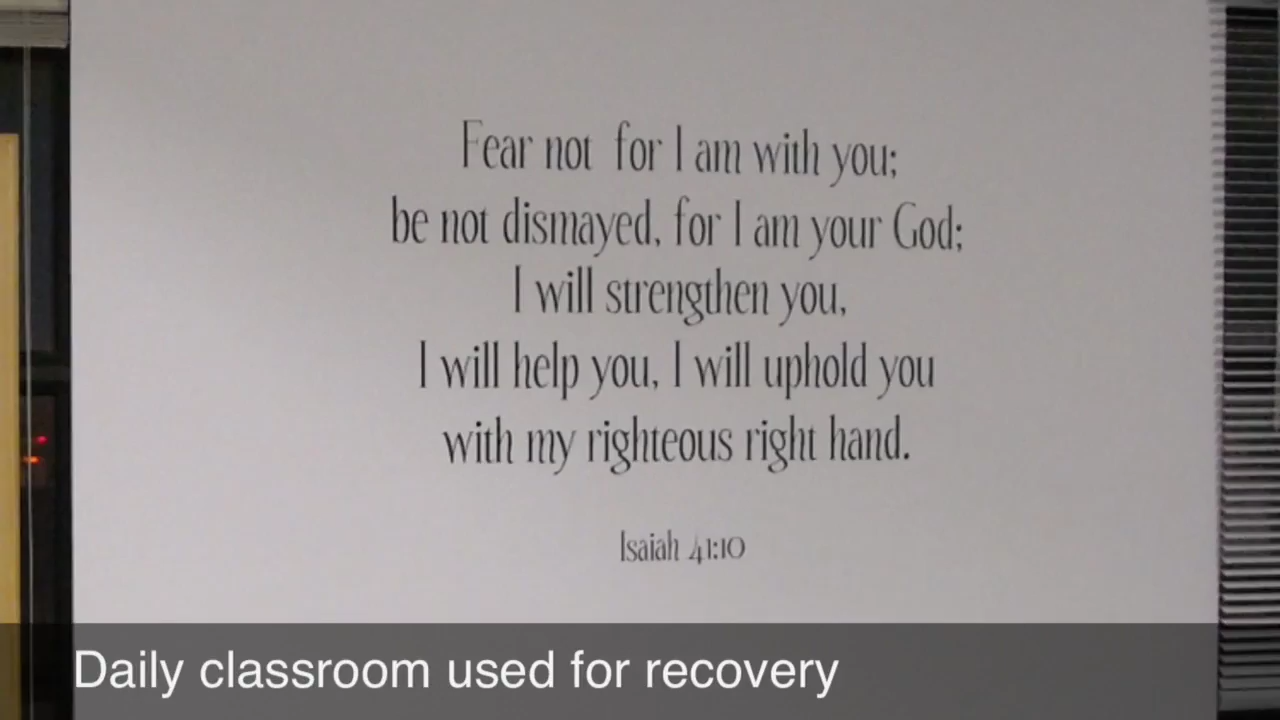 Fear not for I am with you;
be not dismayed, for I am your God;
I will strengthen you,
I will help you, I will uphold you
with my righteous right hand.
Isaiah 41:10
Daily classroom used for recovery